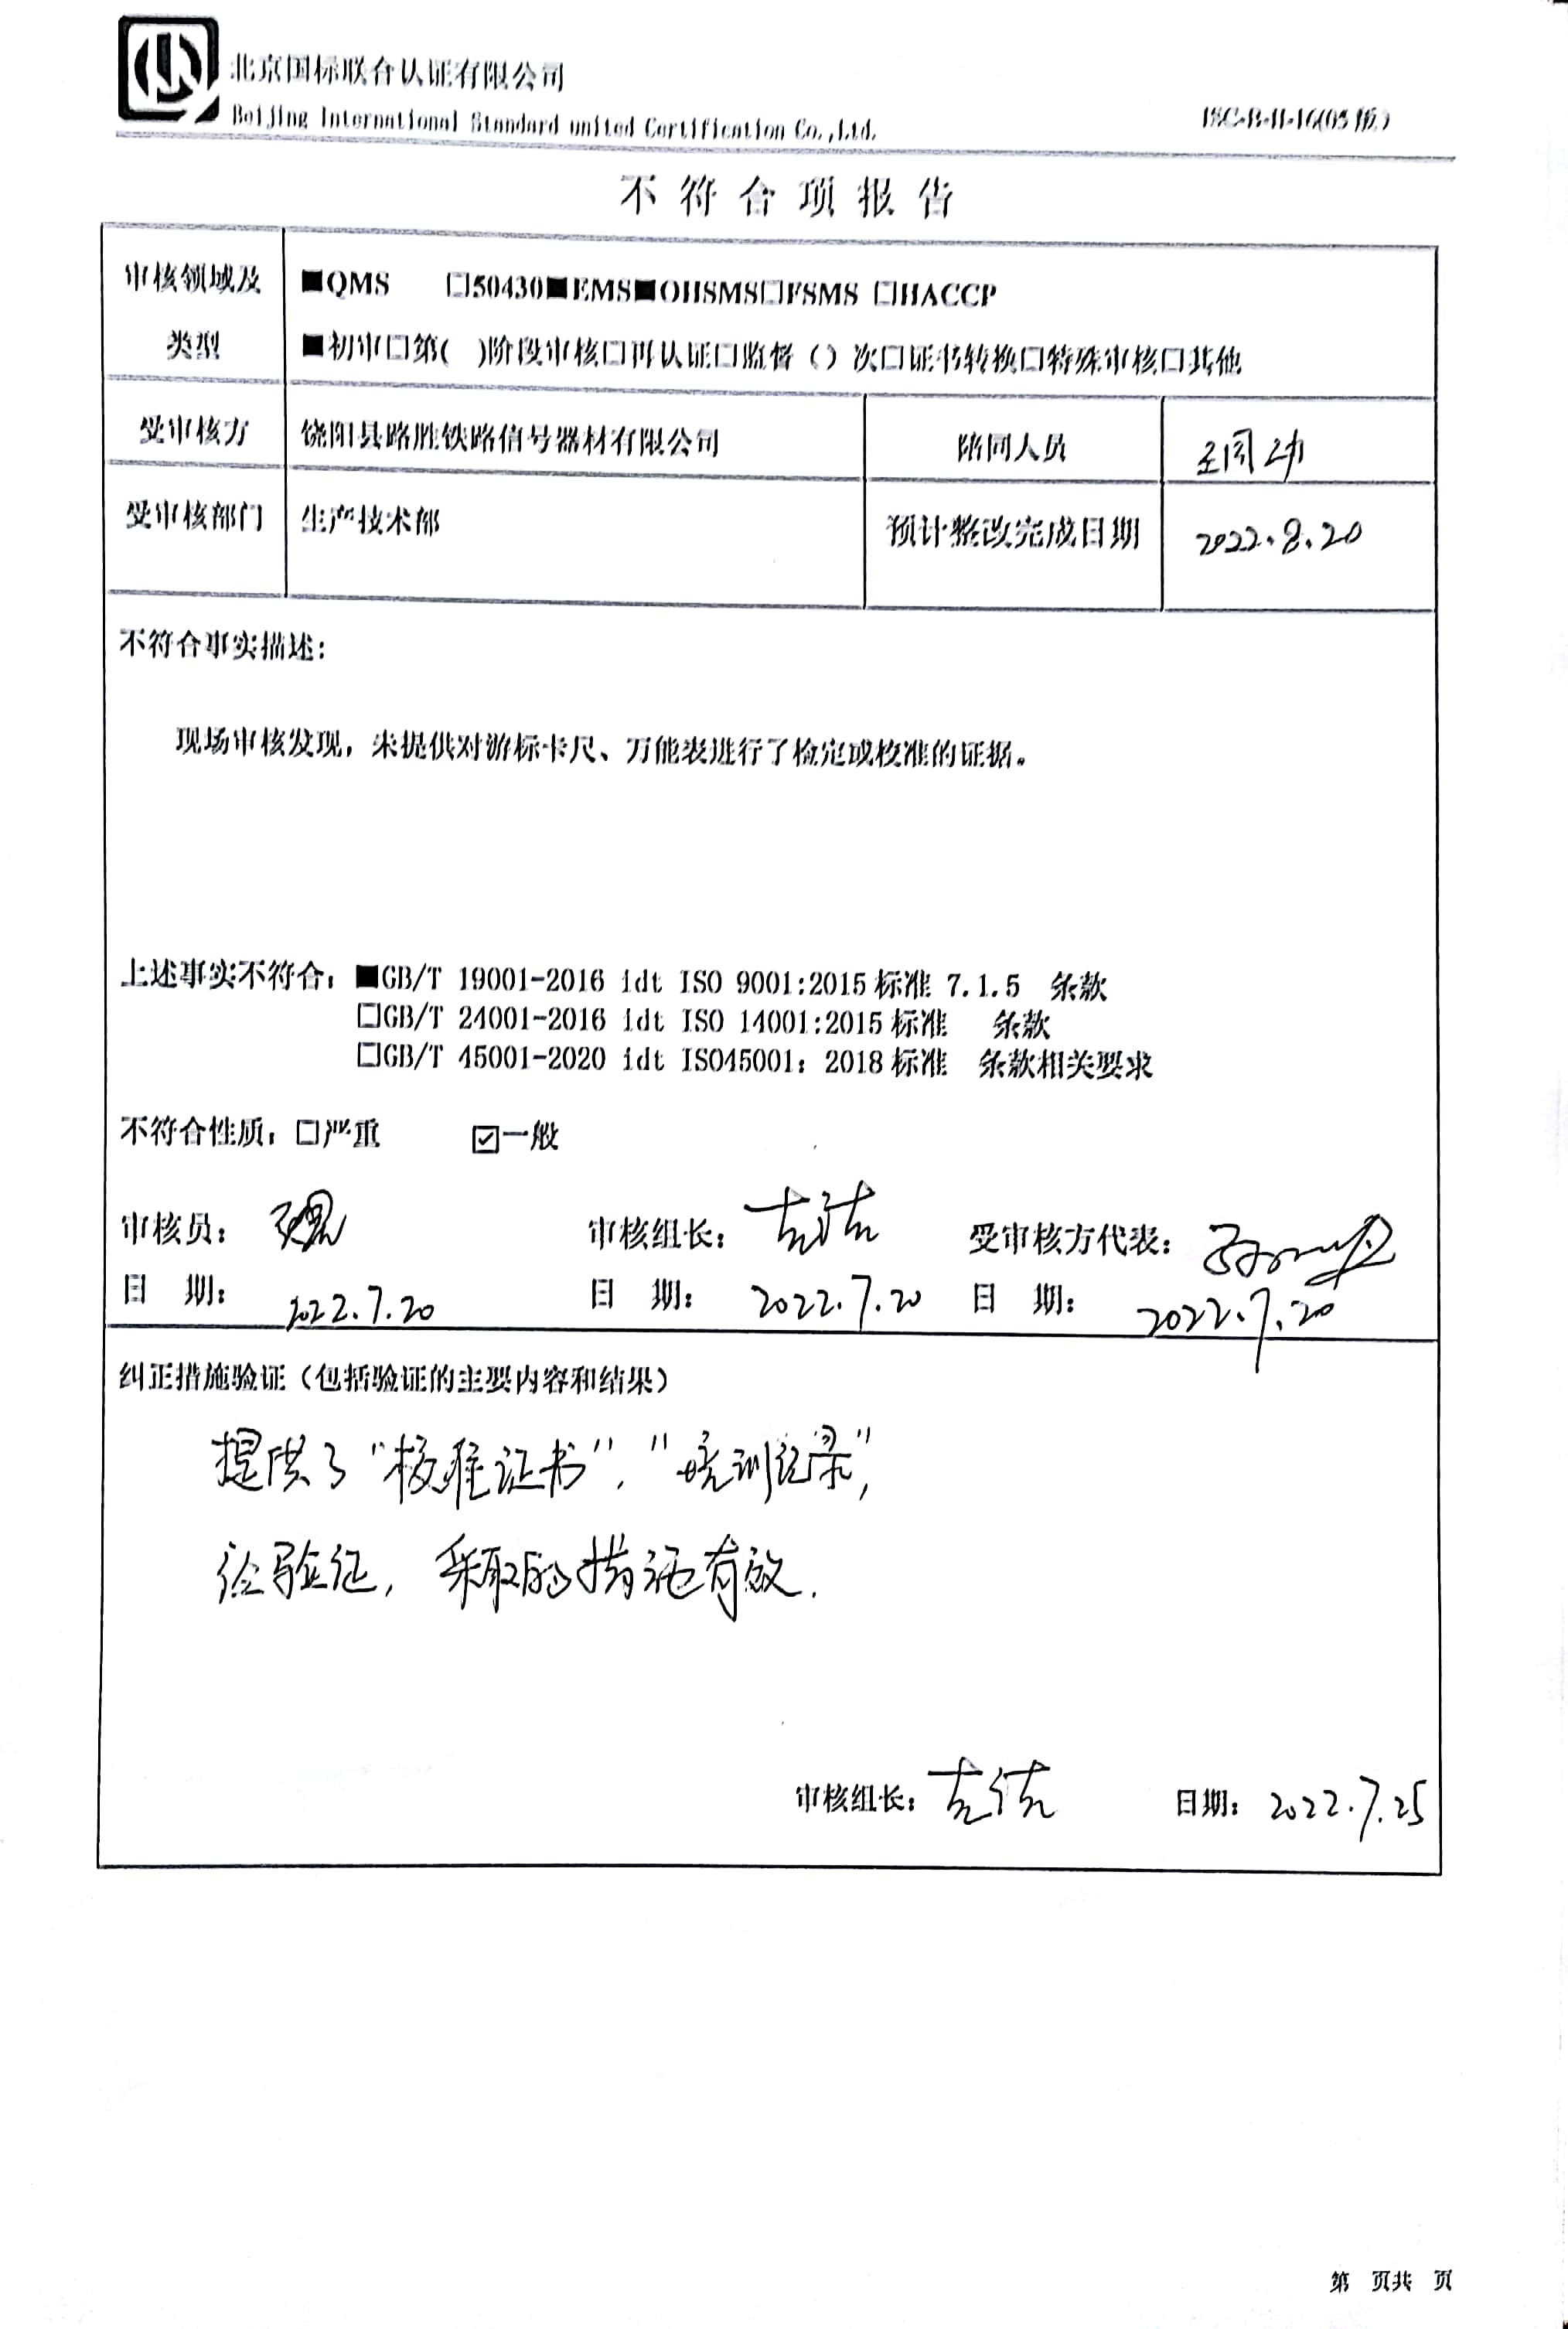 北京国标联合认证有限公司
Beijing International Standard united Certification Co.,Ltd.
ISC-B-II-16(05版)
不符合项报告
审核领域及类型
■QMS □50430■EMS■OHSMS□FSMS □HACCP
■初审□第( )阶段审核□再认证□监督（）次□证书转换□特殊审核□其他
受审核方 饶阳县路胜铁路信号器材有限公司 陪同人员
受审核部门 生产技术部 预计整改完成日期 2022.8.20
不符合事实描述：
现场审核发现，未提供对游标卡尺、万能表进行了检定或校准的证据。
上述事实不符合：■GB/T 19001-2016 idt ISO 9001:2015标准 7.1.5 条款
□GB/T 24001-2016 idt ISO 14001:2015标准 条款
□GB/T 45001-2020 idt ISO45001：2018标准 条款相关要求
不符合性质：□严重 ☑一般
审核员： 审核组长： 受审核方代表：
日 期：2022.7.20 日 期：2022.7.20 日 期：2022.7.20
纠正措施验证（包括验证的主要内容和结果）
提供了“校准证书”，“培训记录”，
经验证，采取的措施有效.
审核组长： 日期：2022.7.25
第 页共 页